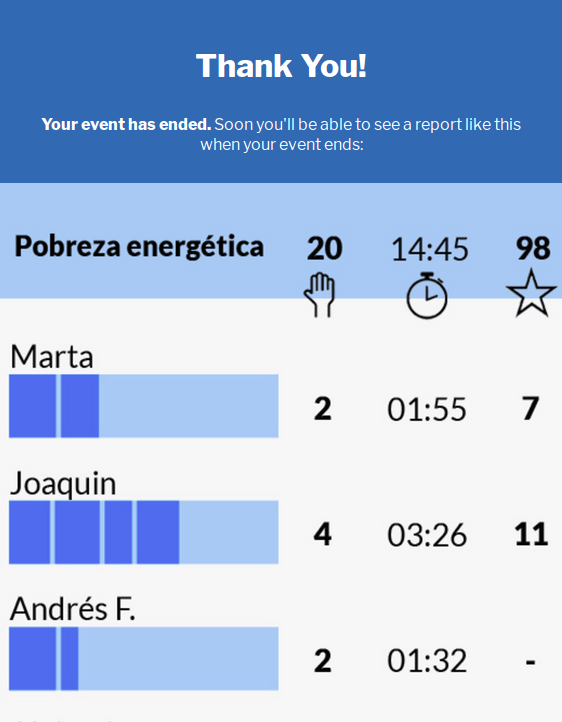 Thank You!
Your event has ended. Soon you'll be able to see a report like this
when your event ends:
Pobreza energética 20 14:45 98
Marta
2 01:55 7
Joaquin
4 03:26 11
Andrés F.
2 01:32 -